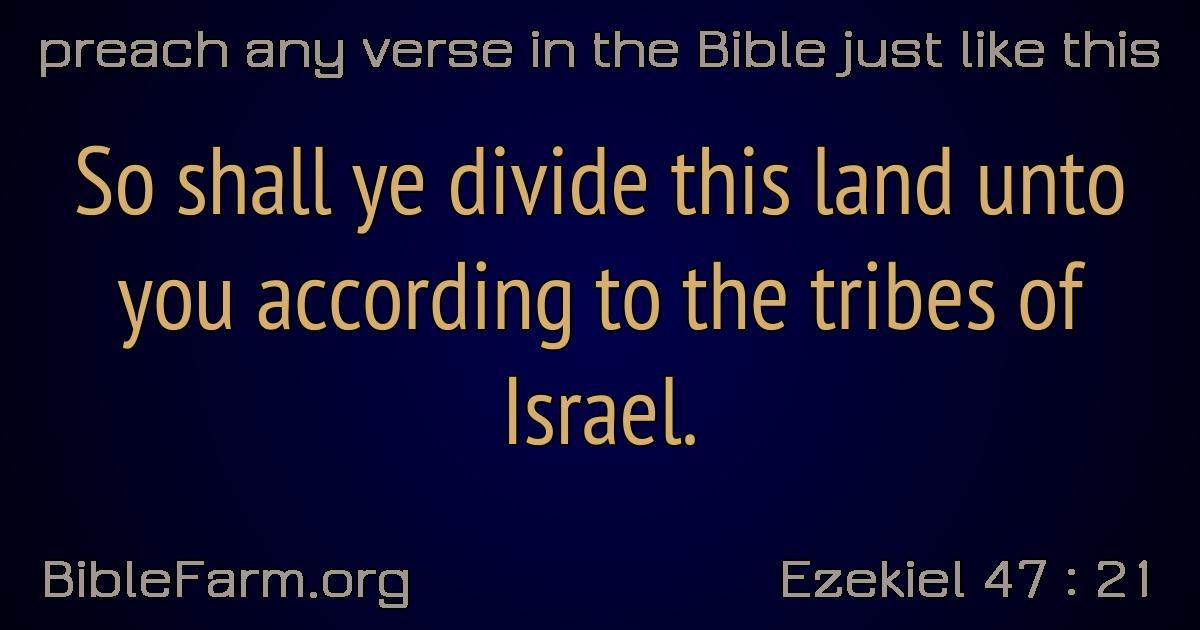 preach any verse in the Bible just like this
So shall ye divide this land unto
you according to the tribes of
Israel.
BibleFarm.org
Ezekiel 47 : 21